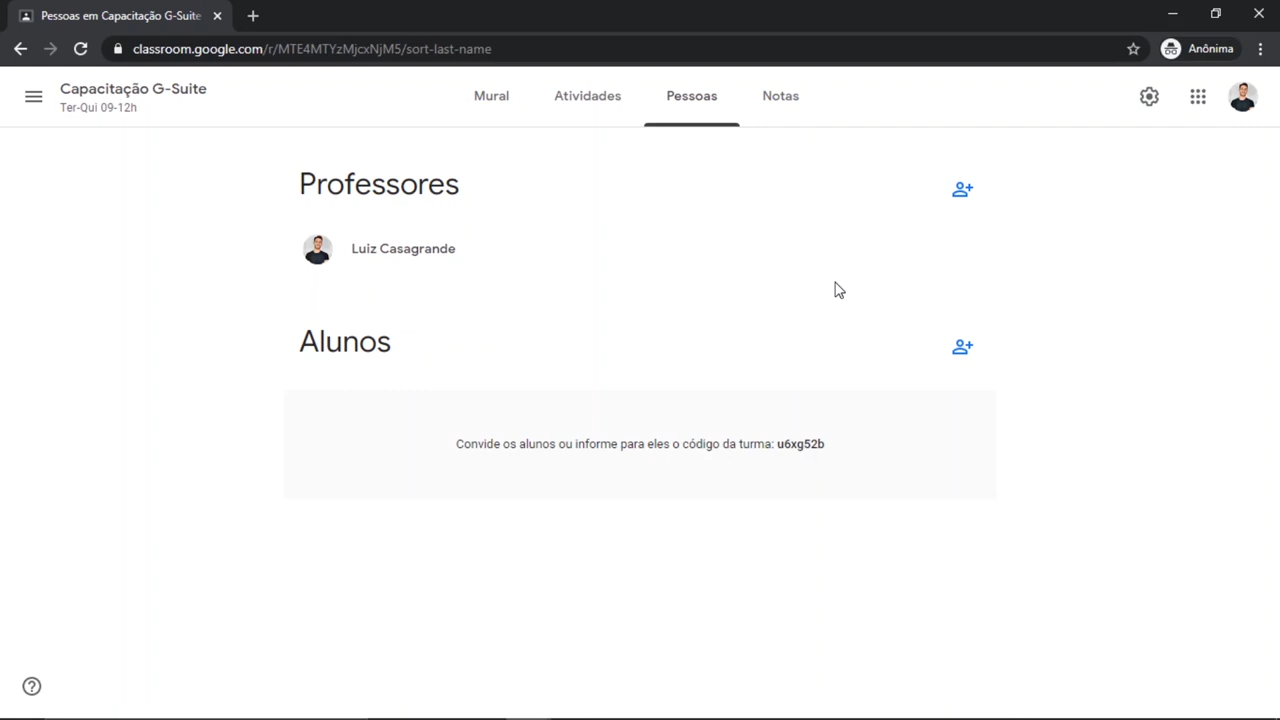 Pessoas em Capacitação G-Suite
classroom.google.com/r/MTE4MTYzMjcxNjM5/sort-last-name
Anônima
Capacitação G-Suite
Ter-Qui 09-12h
Mural
Atividades
Pessoas
Notas
Professores
Luiz Casagrande
Alunos
Convide os alunos ou informe para eles o código da turma: u6xg52b